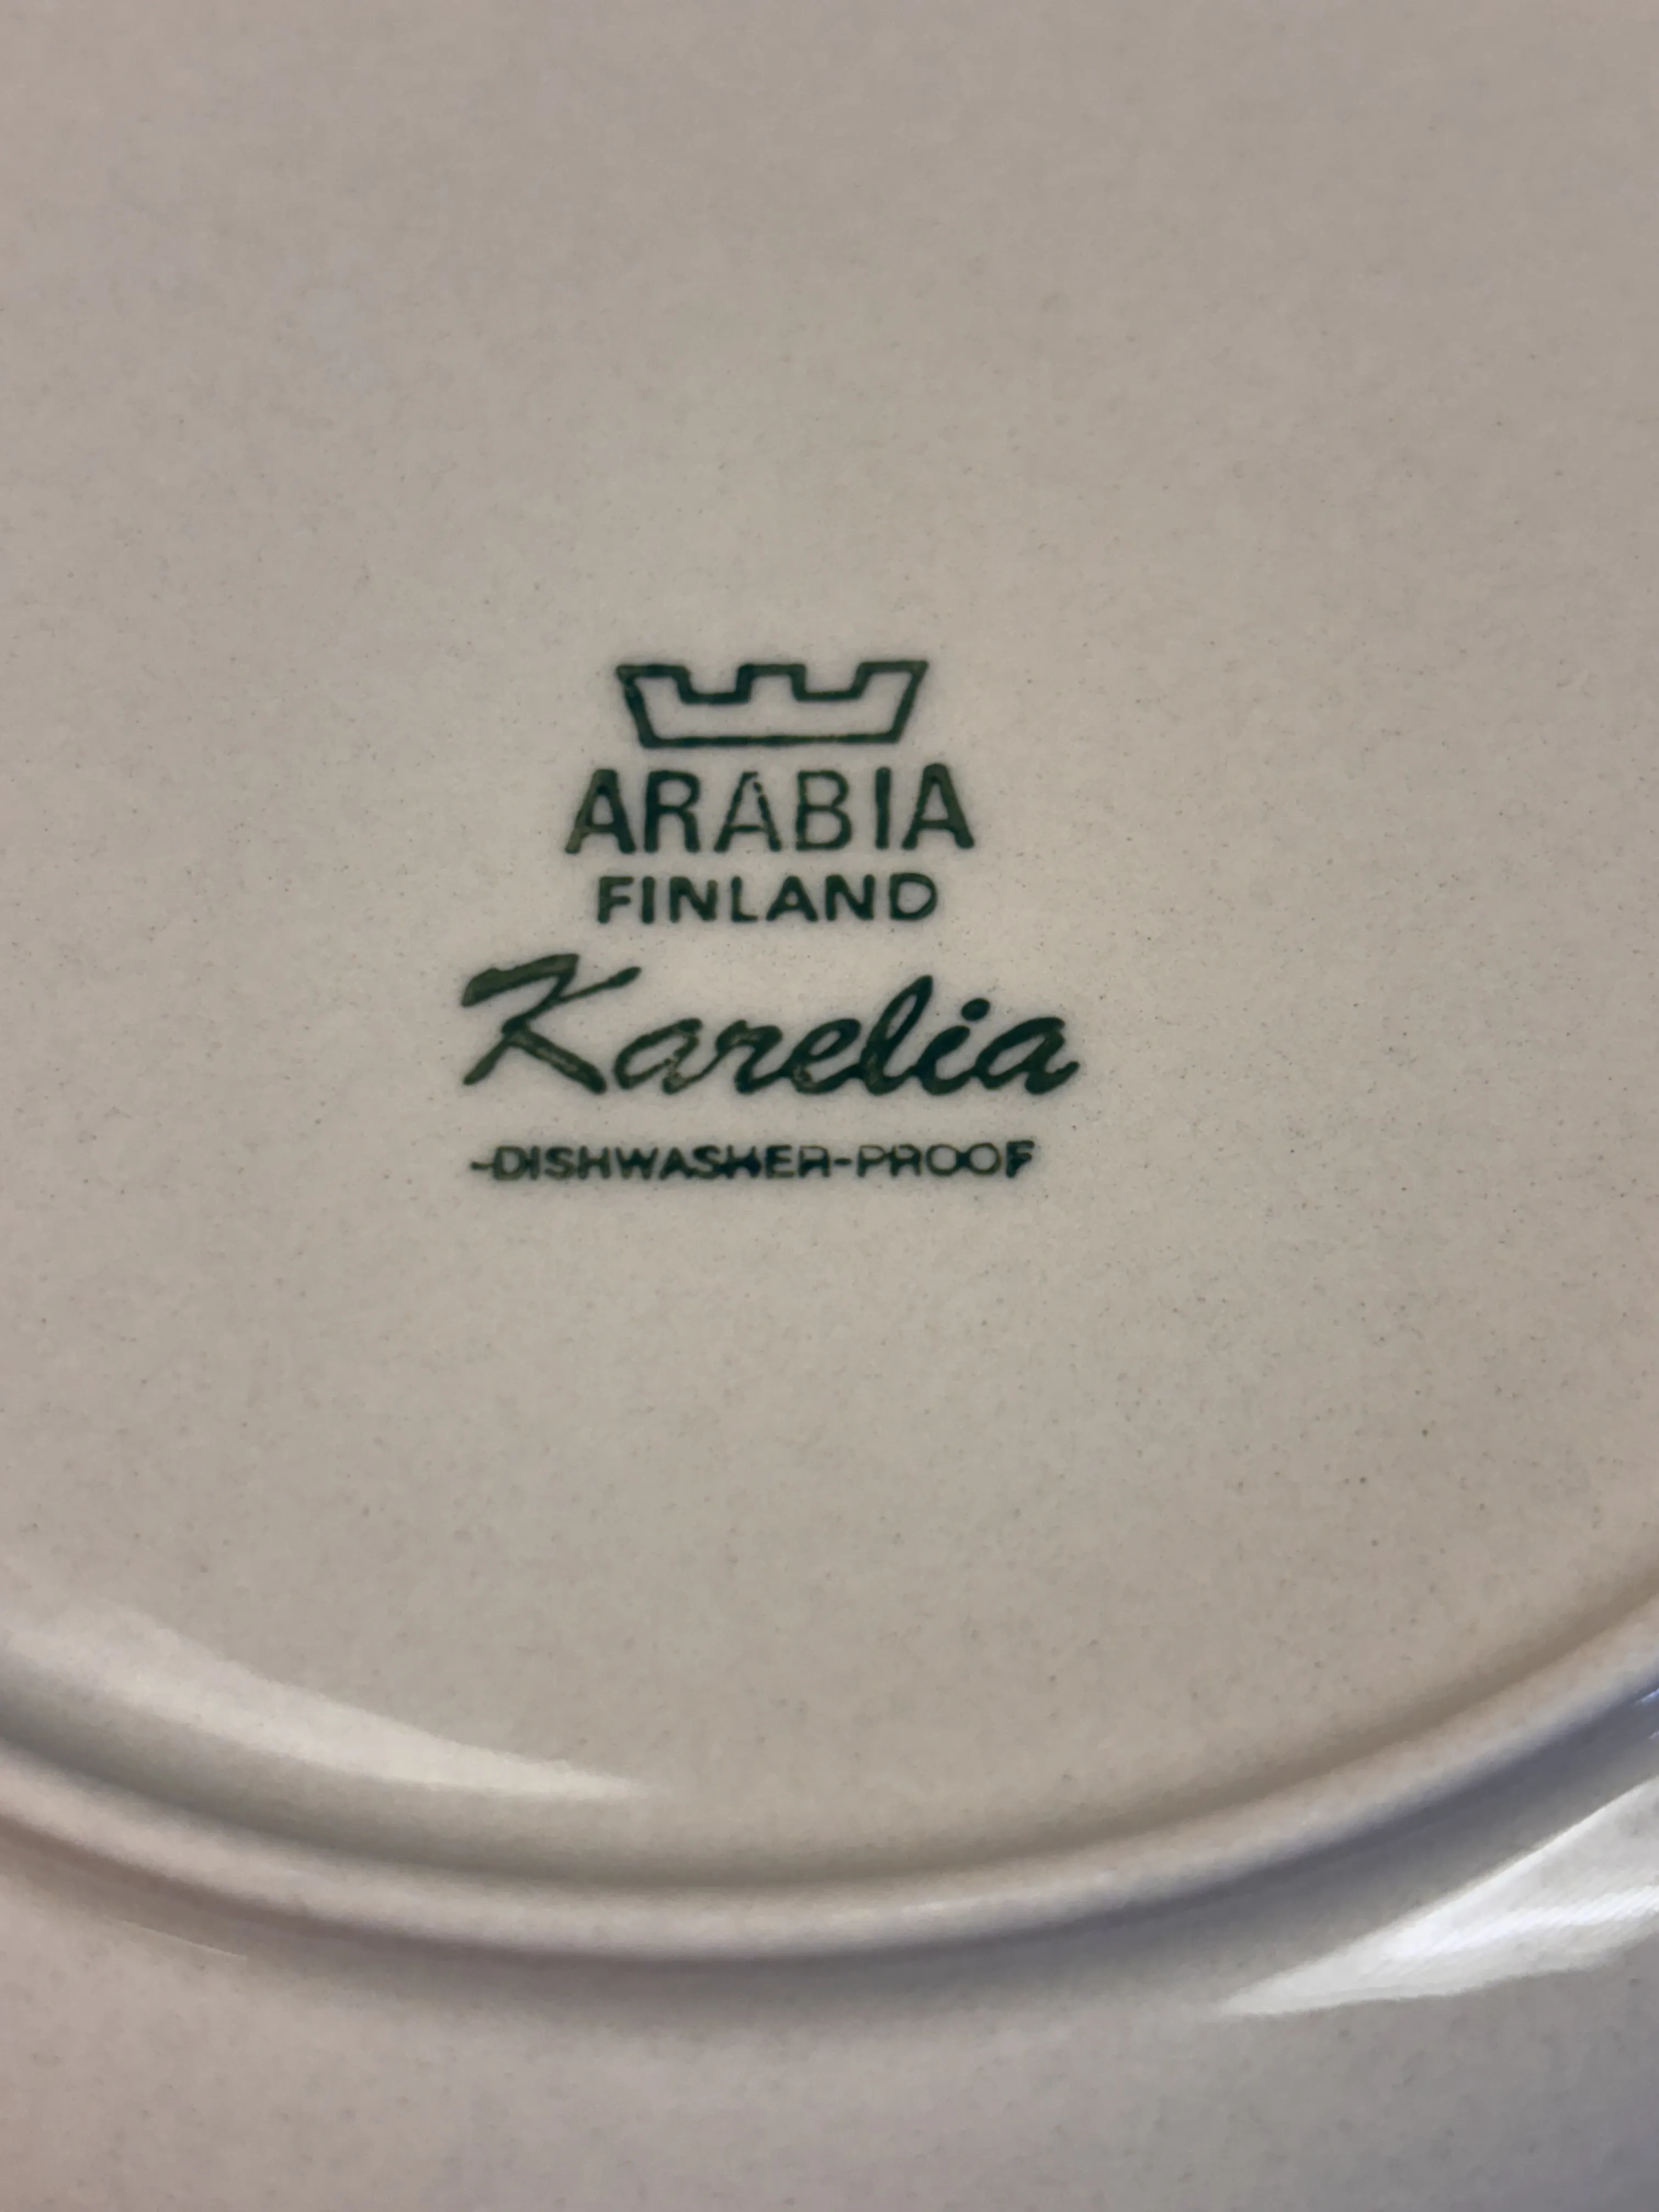 ARABIA
FINLAND
Karelia
-DISHWASHER-PROOF